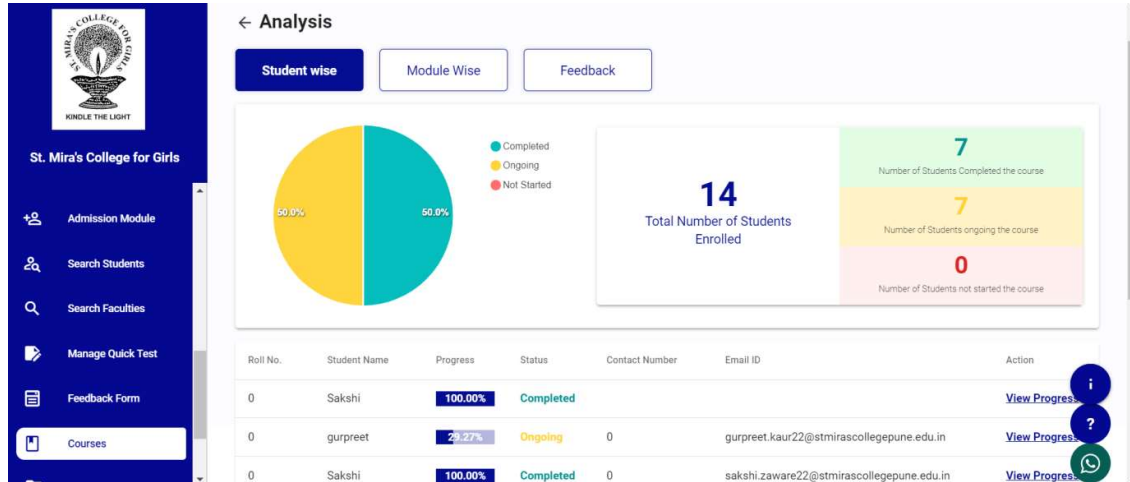 ST. MIRA'S COLLEGE FOR GIRLS
KINDLE THE LIGHT
St. Mira's College for Girls
Admission Module
Search Students
Search Faculties
Manage Quick Test
Feedback Form
Courses
← Analysis
Student wise Module Wise Feedback
50.0% 50.0%
Completed
Ongoing
Not Started
14
Total Number of Students
Enrolled
7
Number of Students Completed the course
7
Number of Students ongoing the course
0
Number of Students not started the course
Roll No. Student Name Progress Status Contact Number Email ID Action
0 Sakshi 100.00% Completed View Progress
0 gurpreet 29.27% Ongoing 0 gurpreet.kaur22@stmirascollegepune.edu.in View Progress
0 Sakshi 100.00% Completed 0 sakshi.zaware22@stmirascollegepune.edu.in View Progress
i
?